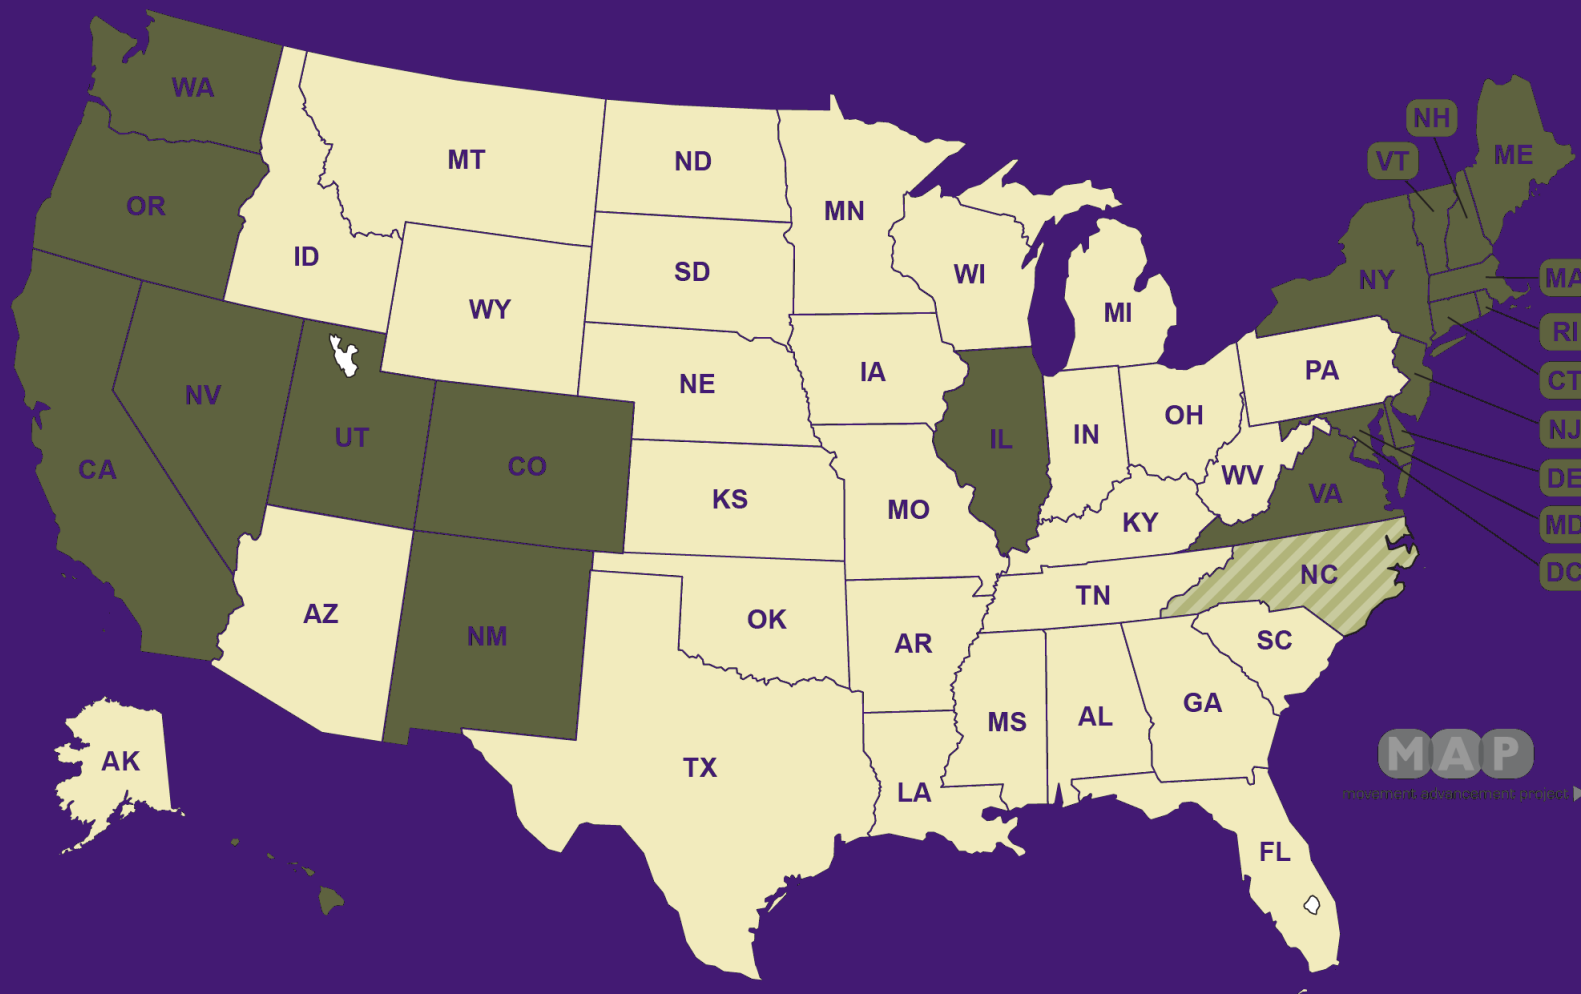 WA
NH
ME
VT
MT
ND
OR
MN
ID
SD
WI
NY
MA
WY
MI
RI
IA
PA
CT
NE
NV
OH
NJ
UT
IN
IL
CO
CA
WV
DE
KS
VA
MO
KY
MD
NC
DC
TN
AZ
OK
NM
AR
SC
GA
AL
MS
MAP
movement advancement project
AK
TX
LA
FL